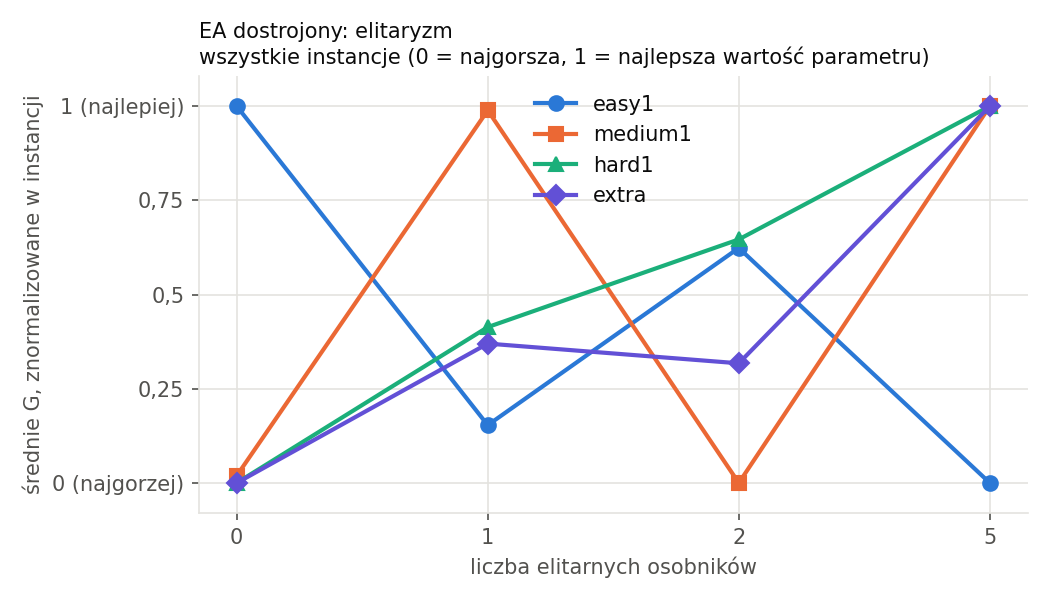 EA dostrojony: elitaryzm
wszystkie instancje (0 = najgorsza, 1 = najlepsza wartość parametru)
średnie G, znormalizowane w instancji
1 (najlepiej)
0,75
0,5
0,25
0 (najgorzej)
easy1
medium1
hard1
extra
0
1
2
5
liczba elitarnych osobników